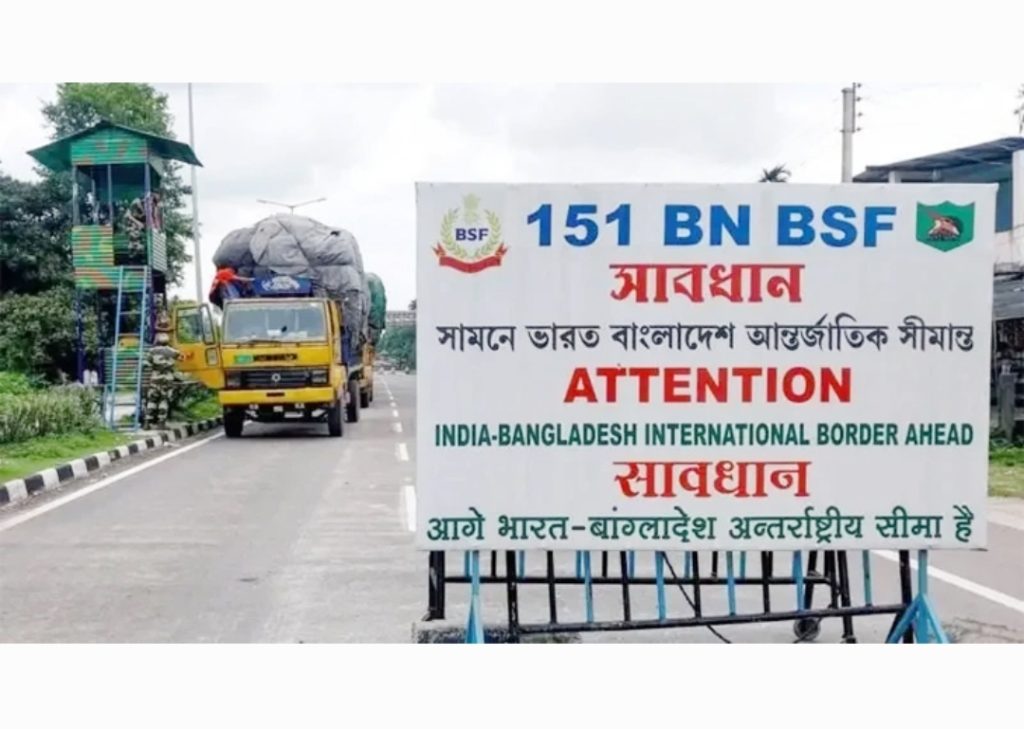 BSF
151 BN BSF
সাবধান
সামনে ভারত বাংলাদেশ আন্তর্জাতিক সীমান্ত
ATTENTION
INDIA-BANGLADESH INTERNATIONAL BORDER AHEAD
सावधान
आगे भारत-बांग्लादेश अन्तर्राष्ट्रीय सीमा है